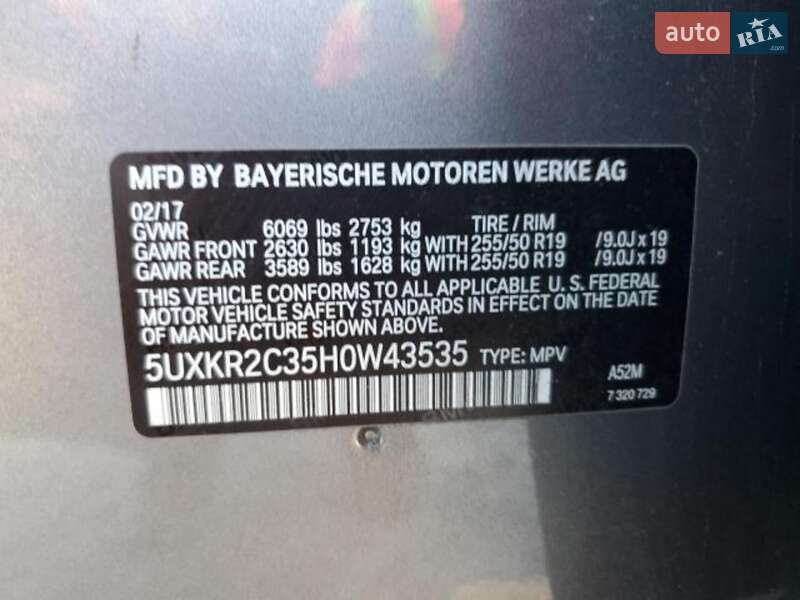 auto RIA.com
MFD BY BAYERISCHE MOTOREN WERKE AG
02/17
GVWR 6069 lbs 2753 kg TIRE / RIM
GAWR FRONT 2630 lbs 1193 kg WITH 255/50 R19 /9.0J x 19
GAWR REAR 3589 lbs 1628 kg WITH 255/50 R19 /9.0J x 19
THIS VEHICLE CONFORMS TO ALL APPLICABLE U.S. FEDERAL
MOTOR VEHICLE SAFETY STANDARDS IN EFFECT ON THE DATE
OF MANUFACTURE SHOWN ABOVE.
5UXKR2C35H0W43535 TYPE: MPV
A52M
7 320 729